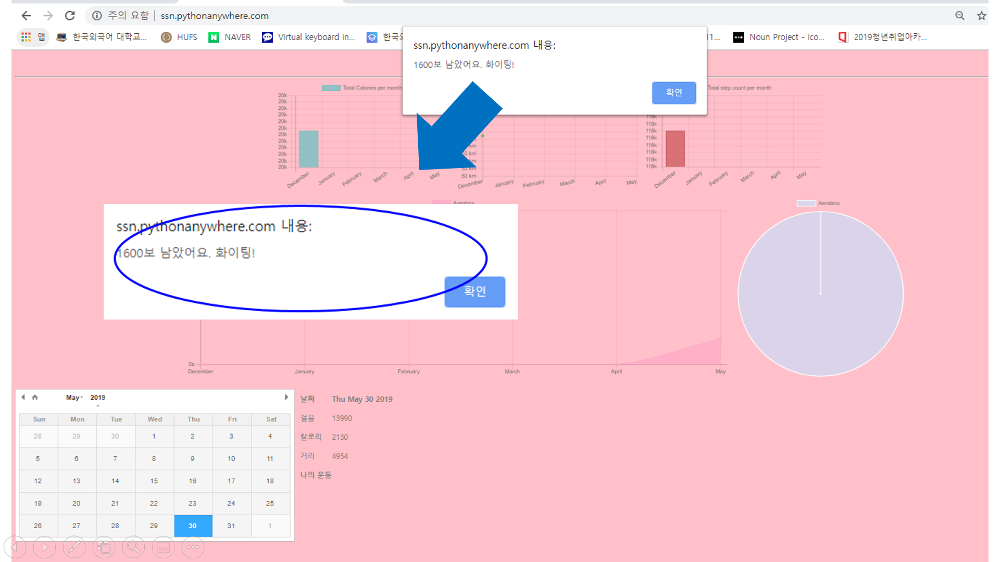 주의 요함 ssn.pythonanywhere.com
앱 한국외국어 대학교... HUFS NAVER Virtual keyboard in... 한국 11... Noun Project - Ico... 2019청년취업아카...
ssn.pythonanywhere.com 내용:
1600보 남았어요. 화이팅!
확인
Total Calories per month
20k
20k
20k
20k
20k
20k
20k
20k
20k
20k
20k
20k
December January February March April May
km
53 km
km
53 km
53 km
December January February March April May
Total step count per month
118k
118k
118k
118k
118k
118k
118k
118k
December January February March April May
Aerobics
ssn.pythonanywhere.com 내용:
1600보 남았어요. 화이팅!
확인
0s
December January February March April May
Aerobics
May 2019
Sun Mon Tue Wed Thu Fri Sat
28 29 30 1 2 3 4
5 6 7 8 9 10 11
12 13 14 15 16 17 18
19 20 21 22 23 24 25
26 27 28 29 30 31 1
날짜 Thu May 30 2019
걸음 13990
칼로리 2130
거리 4954
나의 운동